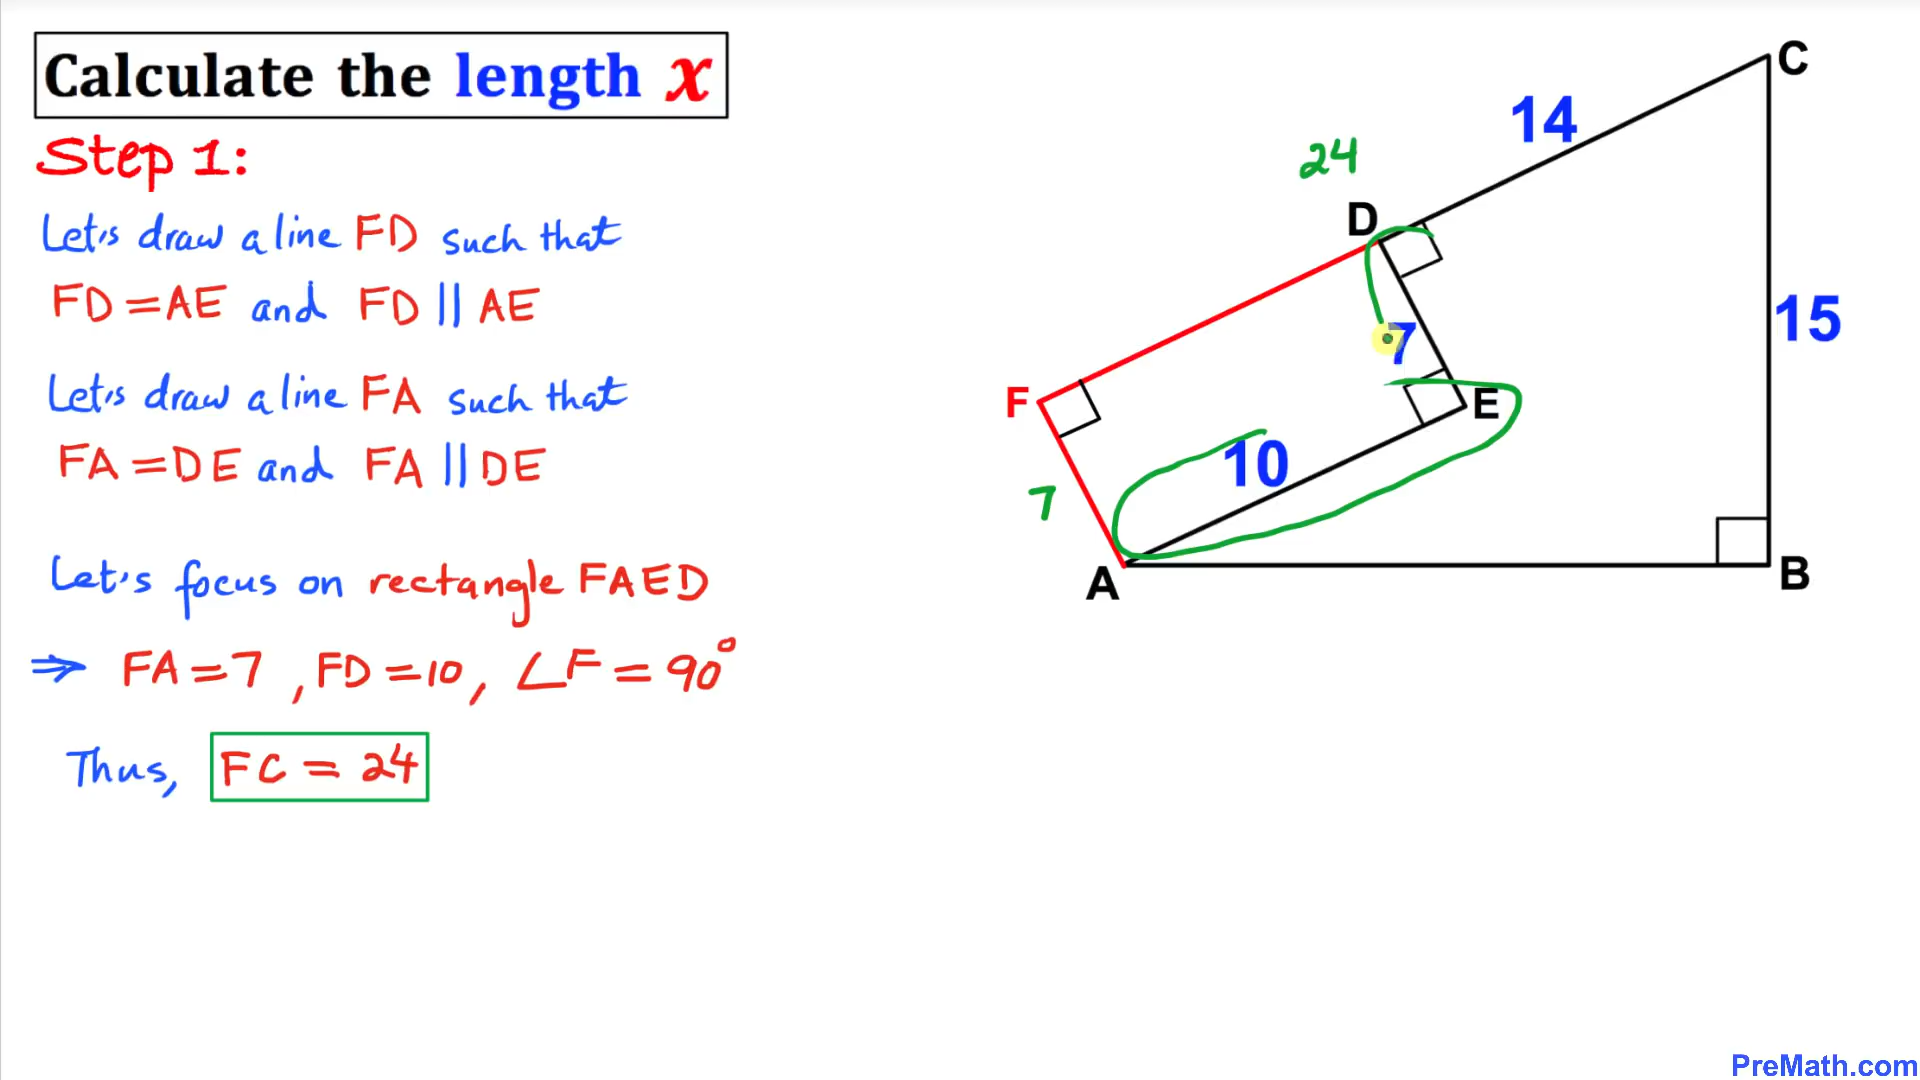 Calculate the length x
Step 1:
Let's draw a line FD such that
FD = AE and FD || AE
Let's draw a line FA such that
FA = DE and FA || DE
Let's focus on rectangle FAED
⇒ FA = 7 , FD = 10 , ∠F = 90°
Thus, FC = 24
C
14
24
D
15
7
F
E
10
7
A
B
PreMath.com